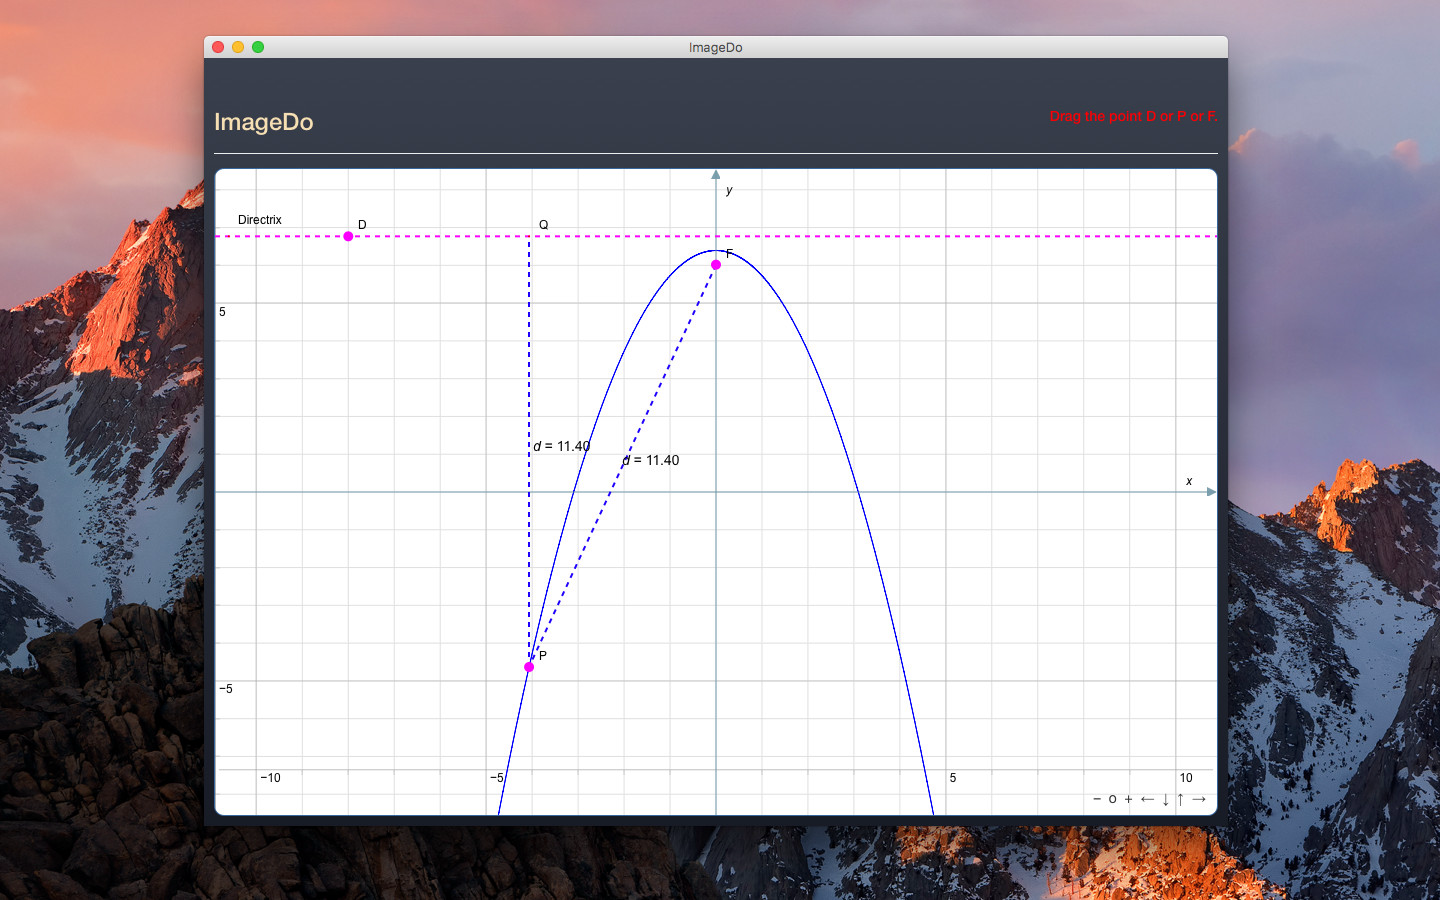 ImageDo
ImageDo
Drag the point D or P or F.
y
Directrix
D
Q
F
5
d = 11.40
d = 11.40
x
P
−5
−10
−5
5
10
− o + ← ↓ ↑ →